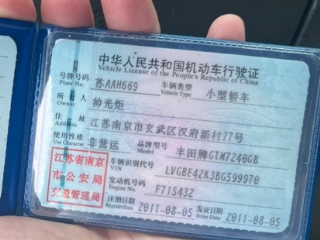 中华人民共和国机动车行驶证
Vehicle License of the People's Republic of China
号牌号码 苏AAH669 车辆类型 小型轿车
Plate No. Vehicle Type
所有人 帅光炬
Owner
住址 江苏南京市玄武区汉府新村77号
Address
使用性质 非营运 品牌型号 丰田牌GTM7240GB
Use Character Model
江苏省南京市公安局交通管理局
车辆识别代号 LVGBE42K3BG599970
VIN
发动机号码 F715432
Engine No.
注册日期 2011-08-05 发证日期 2011-08-05
Register Date Issue Date